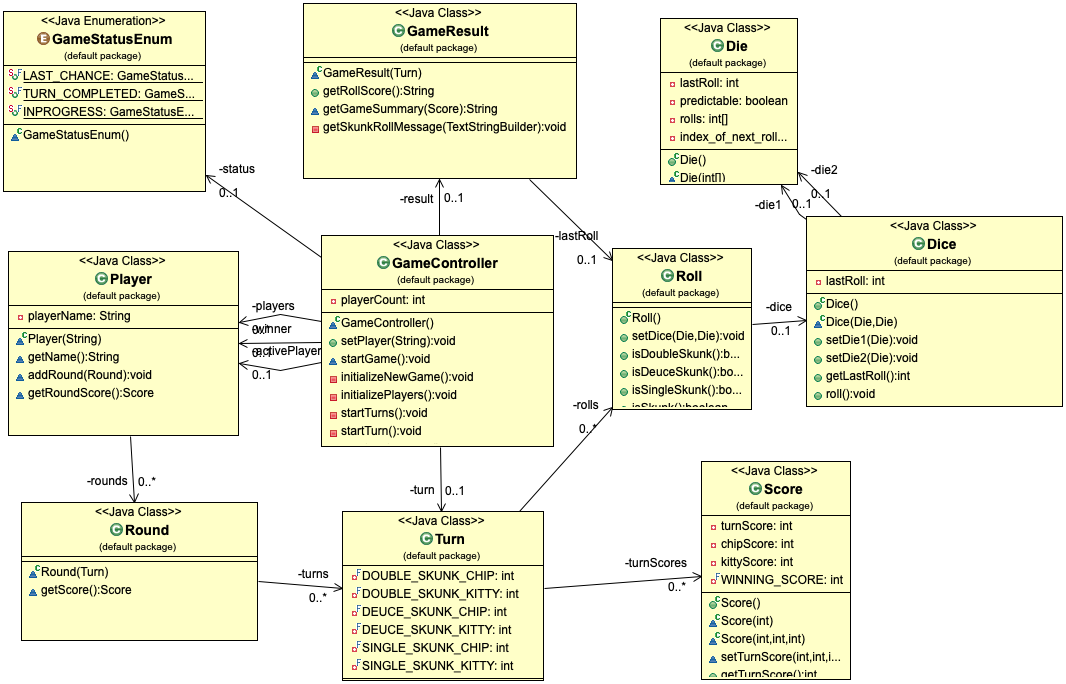 <<Java Enumeration>>
GameStatusEnum
(default package)
LAST_CHANCE: GameStatus...
TURN_COMPLETED: GameS...
INPROGRESS: GameStatusE...
GameStatusEnum()
<<Java Class>>
GameResult
(default package)
GameResult(Turn)
getRollScore():String
getGameSummary(Score):String
getSkunkRollMessage(TextStringBuilder):void
<<Java Class>>
Die
(default package)
lastRoll: int
predictable: boolean
rolls: int[]
index_of_next_roll...
Die()
Die(int[])
-status
0..1
-result
0..1
-lastRoll
0..1
-die1
0..1
-die2
0..1
<<Java Class>>
Dice
(default package)
lastRoll: int
Dice()
Dice(Die,Die)
setDie1(Die):void
setDie2(Die):void
getLastRoll():int
roll():void
<<Java Class>>
Player
(default package)
playerName: String
Player(String)
getName():String
addRound(Round):void
getRoundScore():Score
-players
0..*
-winner
0..1
-activePlayer
0..1
<<Java Class>>
GameController
(default package)
playerCount: int
GameController()
setPlayer(String):void
startGame():void
initializeNewGame():void
initializePlayers():void
startTurns():void
startTurn():void
<<Java Class>>
Roll
(default package)
Roll()
setDice(Die,Die):void
isDoubleSkunk():b...
isDeuceSkunk():bo...
isSingleSkunk():bo...
isSkunk():boolean
-dice
0..1
-rolls
0..*
-rounds
0..*
-turn
0..1
<<Java Class>>
Round
(default package)
Round(Turn)
getScore():Score
-turns
0..*
<<Java Class>>
Turn
(default package)
DOUBLE_SKUNK_CHIP: int
DOUBLE_SKUNK_KITTY: int
DEUCE_SKUNK_CHIP: int
DEUCE_SKUNK_KITTY: int
SINGLE_SKUNK_CHIP: int
SINGLE_SKUNK_KITTY: int
-turnScores
0..*
<<Java Class>>
Score
(default package)
turnScore: int
chipScore: int
kittyScore: int
WINNING_SCORE: int
Score()
Score(int)
Score(int,int,int)
setTurnScore(int,int,i...
getTurnScore():int